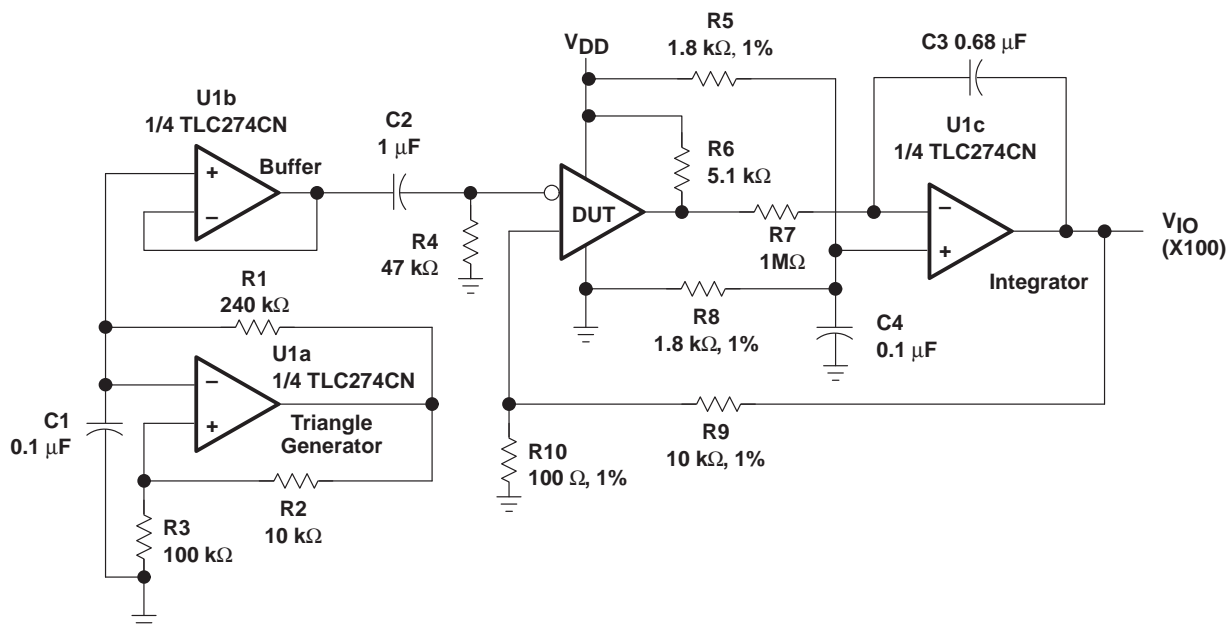 R5
1.8 kΩ, 1%
VDD
C3 0.68 μF
U1b
1/4 TLC274CN
C2
1 μF
Buffer
+
−
U1c
1/4 TLC274CN
R6
5.1 kΩ
DUT
−
+
VIO
(X100)
R4
47 kΩ
R7
1MΩ
Integrator
R1
240 kΩ
R8
1.8 kΩ, 1%
C4
0.1 μF
U1a
1/4 TLC274CN
−
+
Triangle
Generator
C1
0.1 μF
R9
10 kΩ, 1%
R10
100 Ω, 1%
R2
10 kΩ
R3
100 kΩ